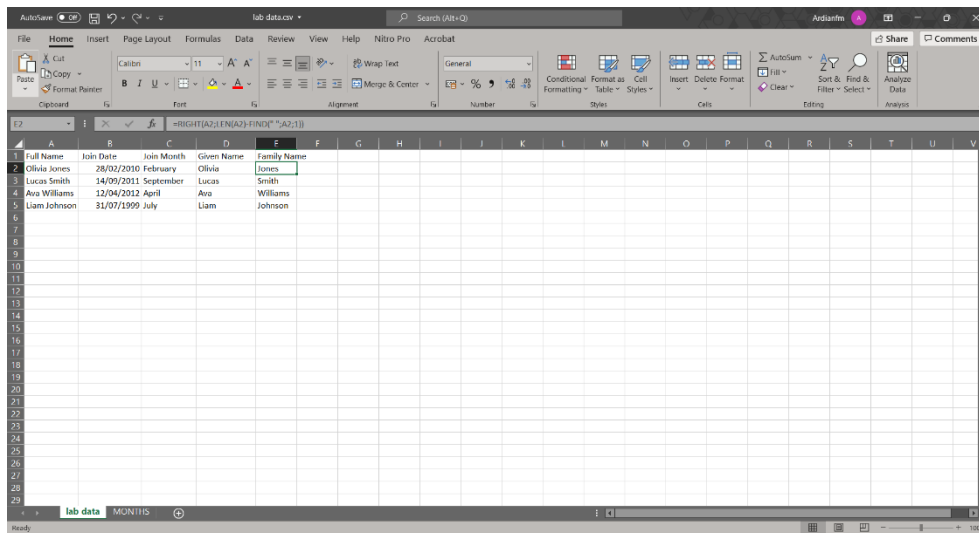 AutoSave Off lab data.csv Search (Alt+Q) Ardianfm A
File Home Insert Page Layout Formulas Data Review View Help Nitro Pro Acrobat Share Comments
Paste Cut Copy Format Painter
Calibri 11 A A B I U A
Wrap Text Merge & Center
General % 9
Conditional Formatting Format as Table Cell Styles
Insert Delete Format
AutoSum Fill Clear Sort & Filter Find & Select
Analyze Data
Clipboard Font Alignment Number Styles Cells Editing Analysis
E2 fx =RIGHT(A2;LEN(A2)-FIND(" ";A2;1))
A B C D E F G H I J K L M N O P Q R S T U V
1 Full Name Join Date Join Month Given Name Family Name
2 Olivia Jones 28/02/2010 February Olivia Jones
3 Lucas Smith 14/09/2011 September Lucas Smith
4 Ava Williams 12/04/2012 April Ava Williams
5 Liam Johnson 31/07/1999 July Liam Johnson
6
7
8
9
10
11
12
13
14
15
16
17
18
19
20
21
22
23
24
25
26
27
28
29
lab data MONTHS
Ready